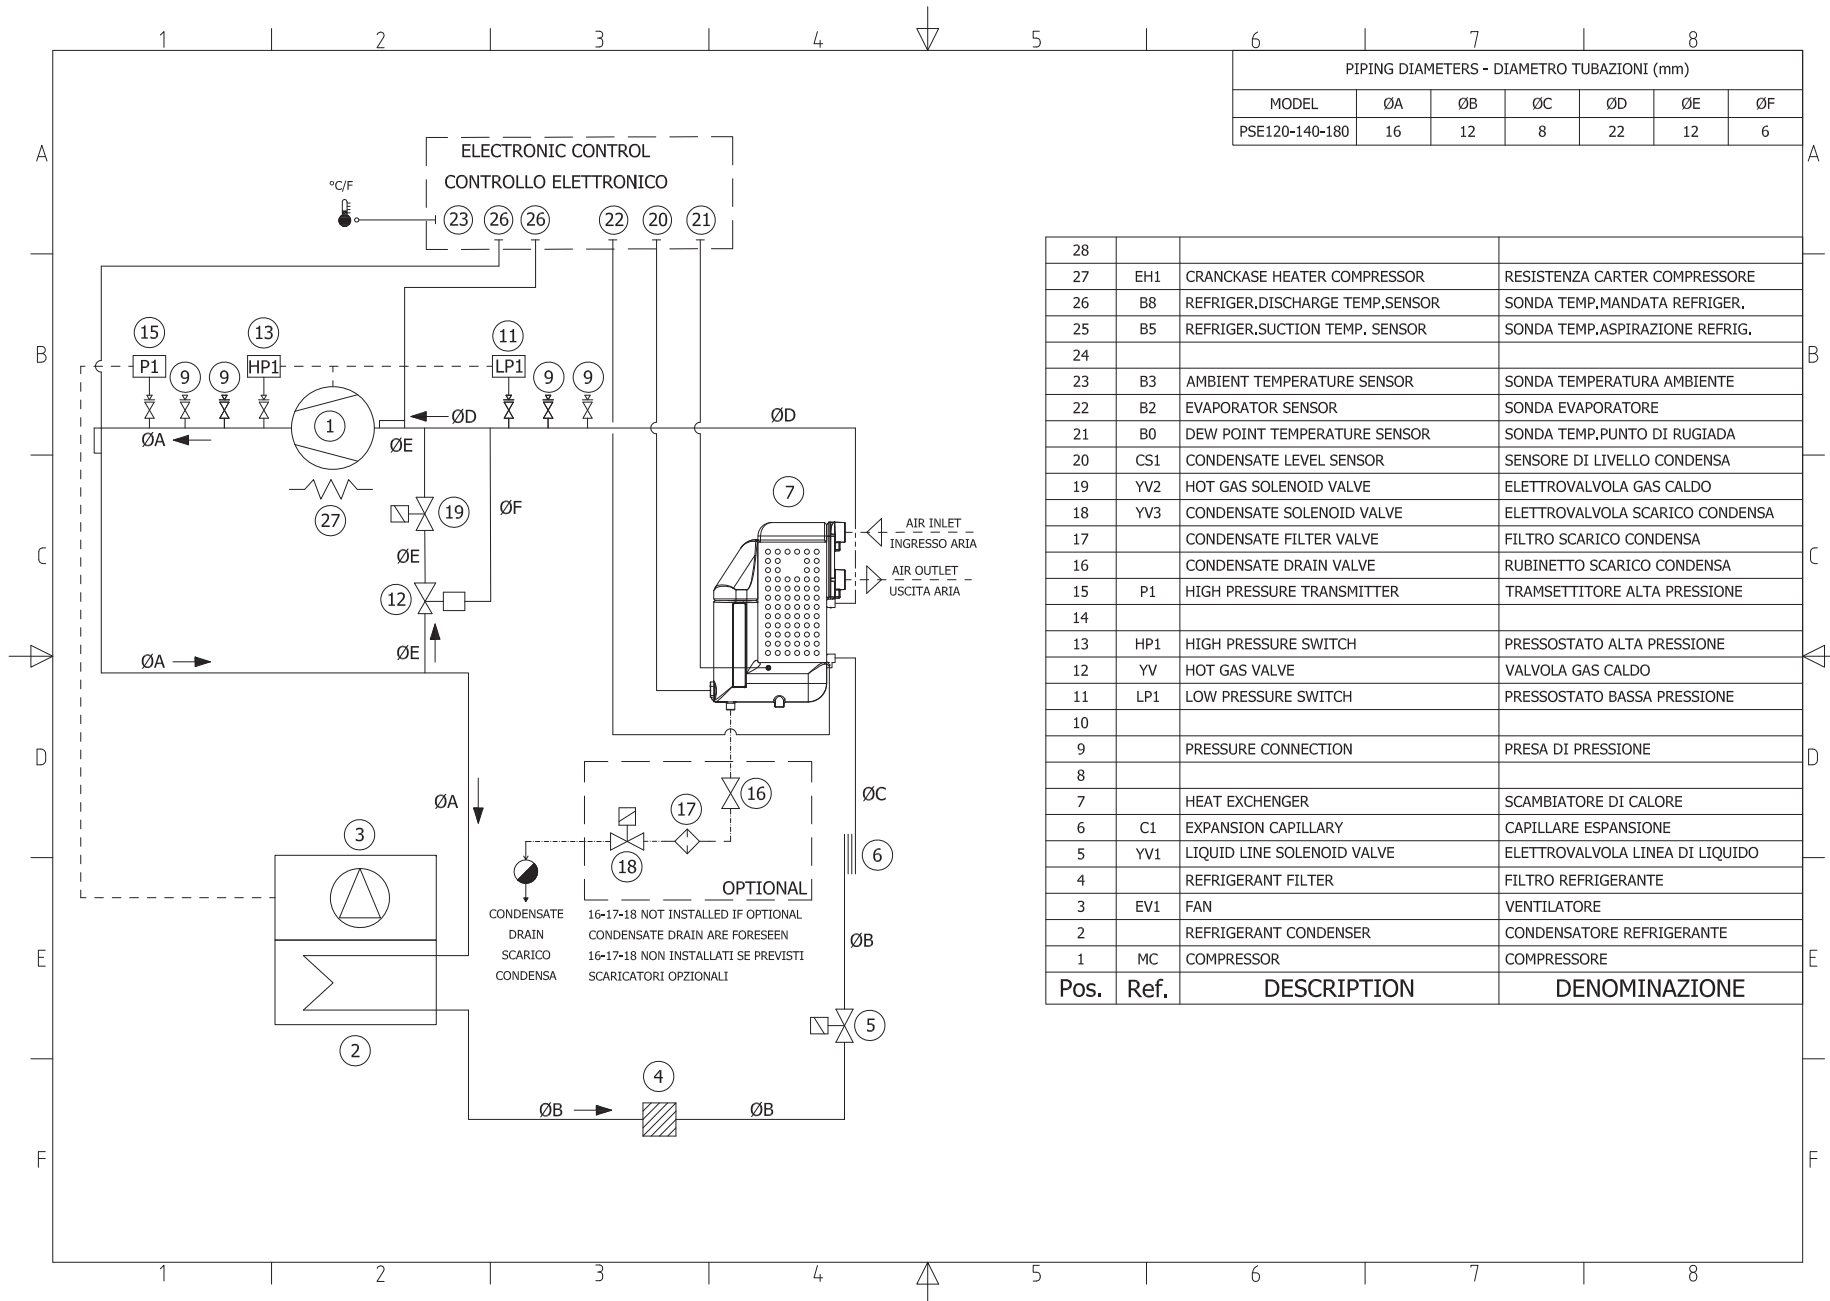 1 2 3 4 5 6 7 8
PIPING DIAMETERS - DIAMETRO TUBAZIONI (mm)
MODEL ØA ØB ØC ØD ØE ØF
PSE120-140-180 16 12 8 22 12 6
A A
ELECTRONIC CONTROL
CONTROLLO ELETTRONICO
°C/F
23 26 26 22 20 21
B B
15 13 11
P1 9 9 HP1 LP1 9 9
1
ØD ØD
ØA ØE
27 19 ØF
7
AIR INLET
INGRESSO ARIA
AIR OUTLET
USCITA ARIA
C C
ØE
12
ØA ØE
D D
ØA
16
17
18
ØC
6
OPTIONAL
3
CONDENSATE
DRAIN
SCARICO
CONDENSA
16-17-18 NOT INSTALLED IF OPTIONAL
CONDENSATE DRAIN ARE FORESEEN
16-17-18 NON INSTALLATI SE PREVISTI
SCARICATORI OPZIONALI
ØB
E E
5
2
4
ØB ØB
F F
28
27 EH1 CRANCKASE HEATER COMPRESSOR RESISTENZA CARTER COMPRESSORE
26 B8 REFRIGER.DISCHARGE TEMP.SENSOR SONDA TEMP.MANDATA REFRIGER.
25 B5 REFRIGER.SUCTION TEMP. SENSOR SONDA TEMP.ASPIRAZIONE REFRIG.
24
23 B3 AMBIENT TEMPERATURE SENSOR SONDA TEMPERATURA AMBIENTE
22 B2 EVAPORATOR SENSOR SONDA EVAPORATORE
21 B0 DEW POINT TEMPERATURE SENSOR SONDA TEMP.PUNTO DI RUGIADA
20 CS1 CONDENSATE LEVEL SENSOR SENSORE DI LIVELLO CONDENSA
19 YV2 HOT GAS SOLENOID VALVE ELETTROVALVOLA GAS CALDO
18 YV3 CONDENSATE SOLENOID VALVE ELETTROVALVOLA SCARICO CONDENSA
17 CONDENSATE FILTER VALVE FILTRO SCARICO CONDENSA
16 CONDENSATE DRAIN VALVE RUBINETTO SCARICO CONDENSA
15 P1 HIGH PRESSURE TRANSMITTER TRAMSETTITORE ALTA PRESSIONE
14
13 HP1 HIGH PRESSURE SWITCH PRESSOSTATO ALTA PRESSIONE
12 YV HOT GAS VALVE VALVOLA GAS CALDO
11 LP1 LOW PRESSURE SWITCH PRESSOSTATO BASSA PRESSIONE
10
9 PRESSURE CONNECTION PRESA DI PRESSIONE
8
7 HEAT EXCHENGER SCAMBIATORE DI CALORE
6 C1 EXPANSION CAPILLARY CAPILLARE ESPANSIONE
5 YV1 LIQUID LINE SOLENOID VALVE ELETTROVALVOLA LINEA DI LIQUIDO
4 REFRIGERANT FILTER FILTRO REFRIGERANTE
3 EV1 FAN VENTILATORE
2 REFRIGERANT CONDENSER CONDENSATORE REFRIGERANTE
1 MC COMPRESSOR COMPRESSORE
Pos. Ref. DESCRIPTION DENOMINAZIONE
1 2 3 4 5 6 7 8